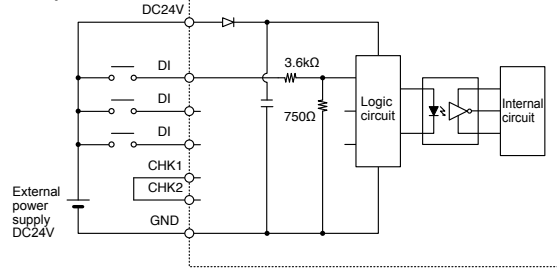 DC24V
DI
3.6kΩ
DI
750Ω
Logic
circuit
Internal
circuit
DI
CHK1
CHK2
External
power
supply
DC24V
GND